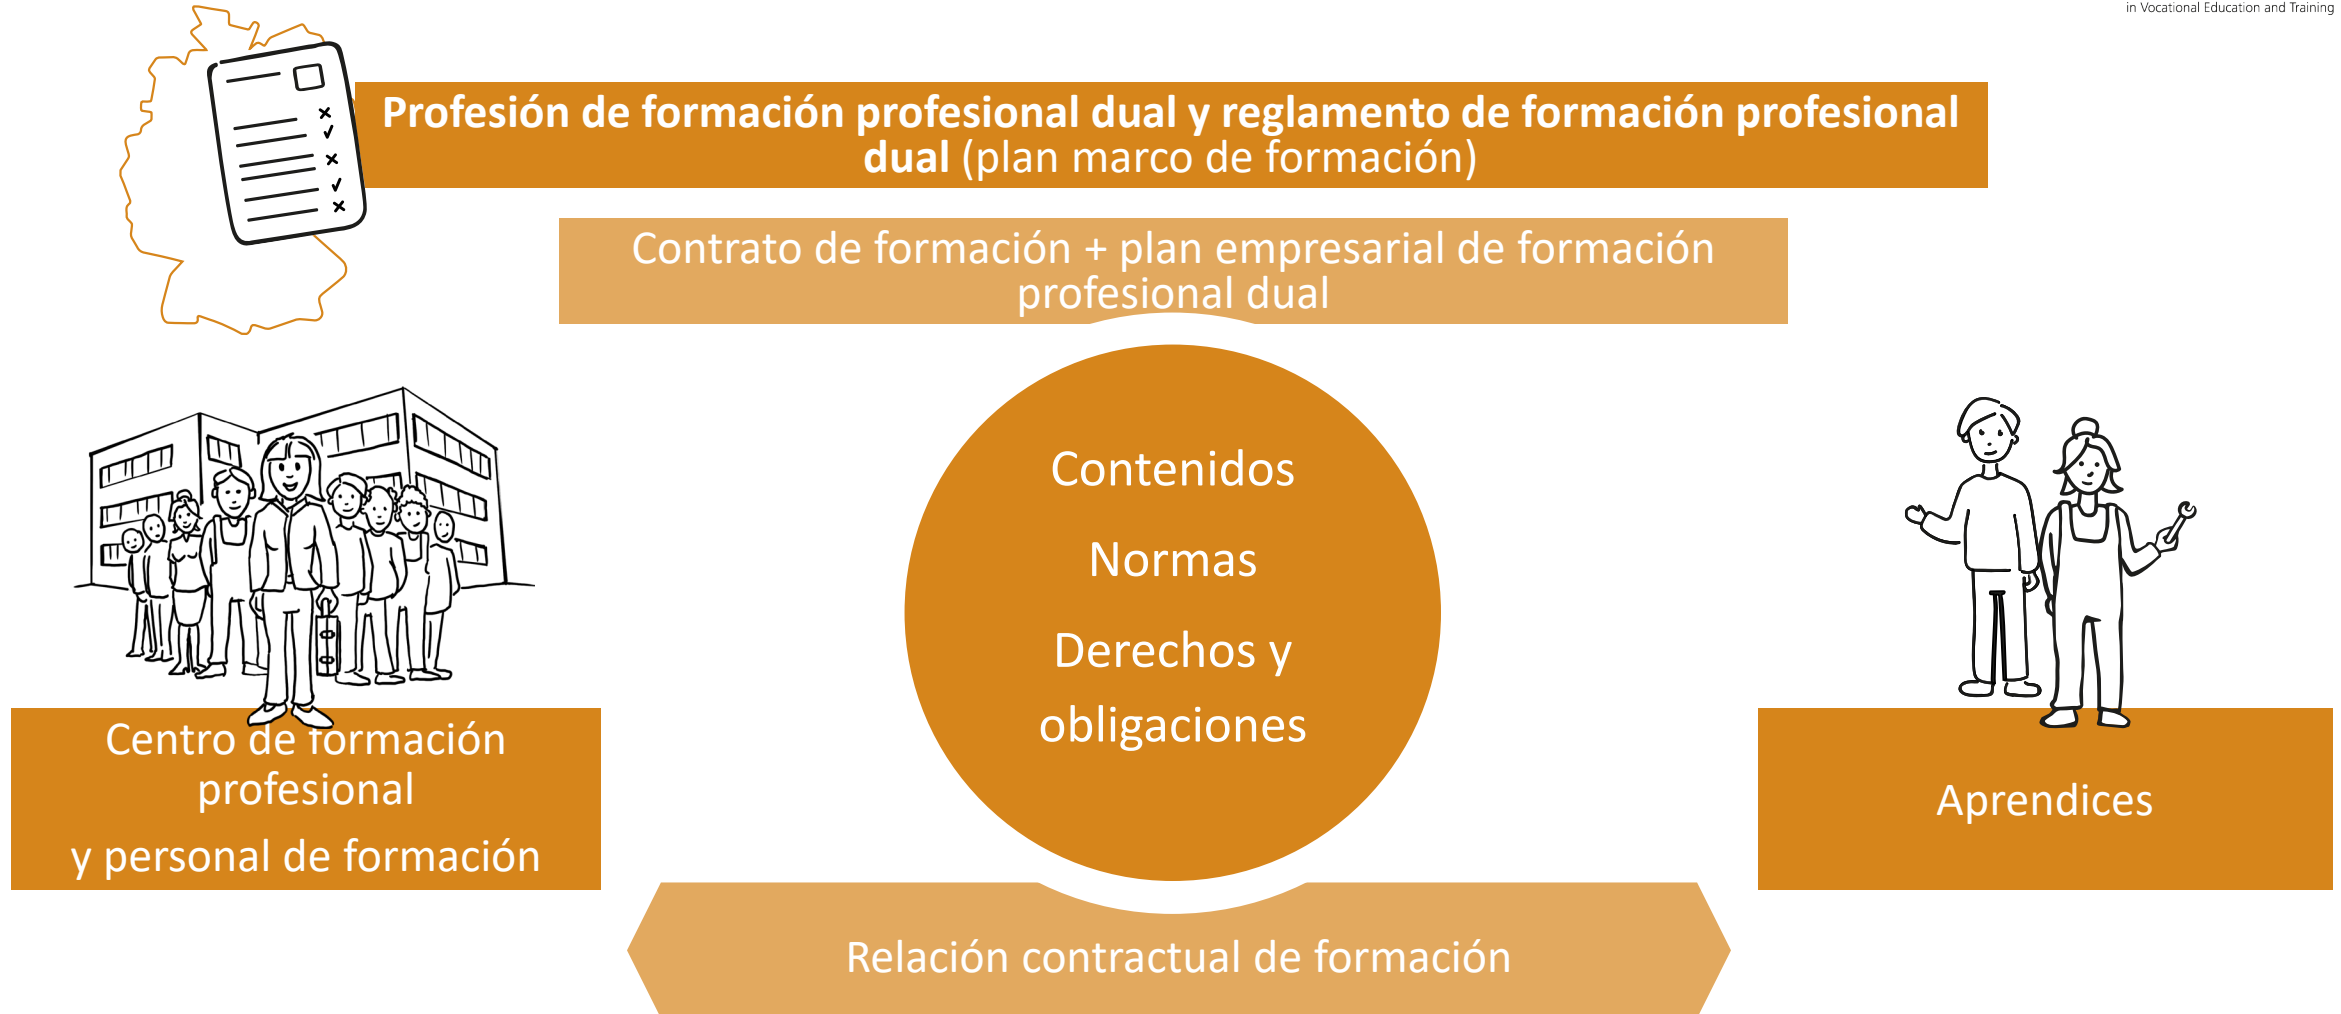 in Vocational Education and Training
Profesión de formación profesional dual y reglamento de formación profesional
dual (plan marco de formación)
Contrato de formación + plan empresarial de formación
profesional dual
Contenidos
Normas
Derechos y
obligaciones
Centro de formación
profesional
y personal de formación
Aprendices
Relación contractual de formación